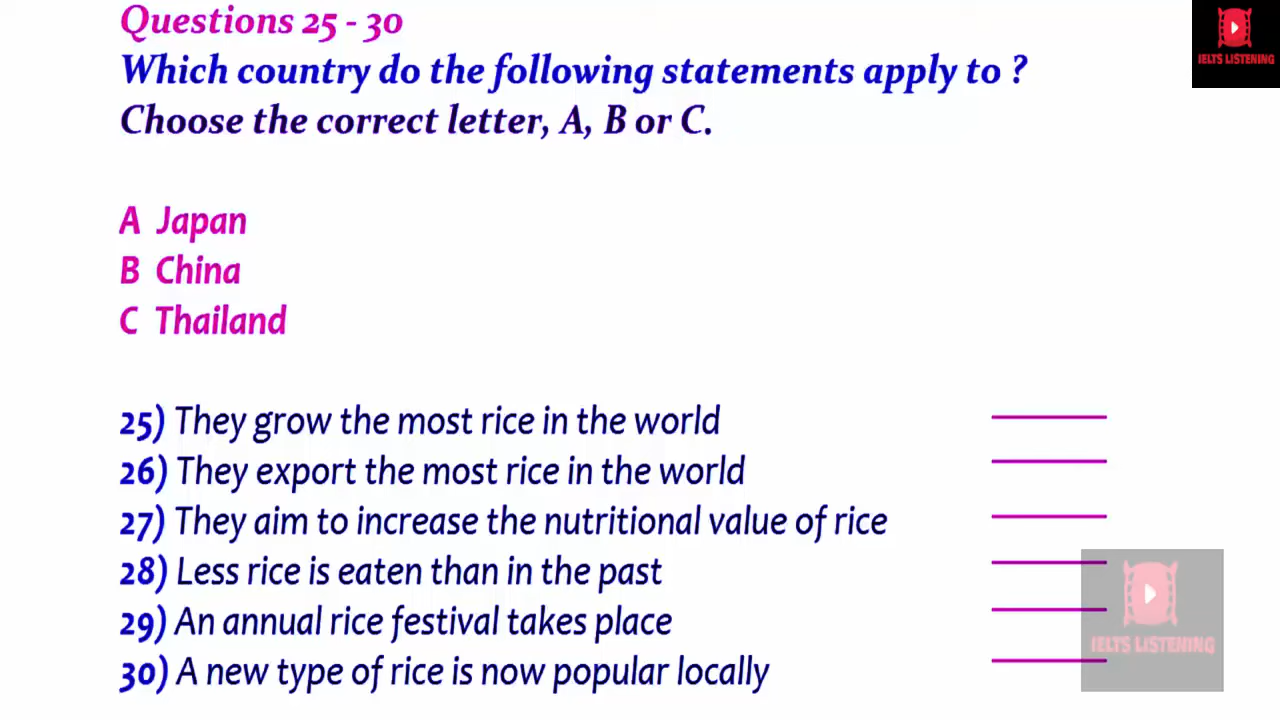 Questions 25 - 30
IELTS LISTENING
Which country do the following statements apply to ?
Choose the correct letter, A, B or C.
A Japan
B China
C Thailand
25) They grow the most rice in the world
26) They export the most rice in the world
27) They aim to increase the nutritional value of rice
28) Less rice is eaten than in the past
29) An annual rice festival takes place
IELTS LISTENING
30) A new type of rice is now popular locally